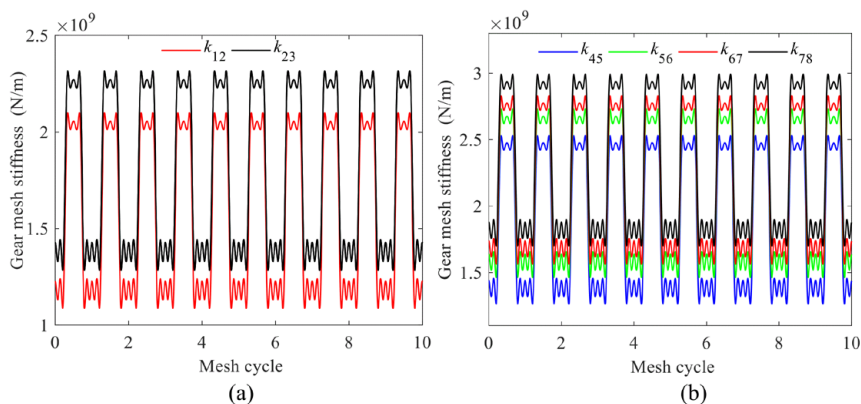 ×10⁹
2.5
2
1.5
1
0 2 4 6 8 10
Gear mesh stiffness (N/m)
Mesh cycle
k₁₂ k₂₃
(a)
×10⁹
3
2.5
2
1.5
0 2 4 6 8 10
Gear mesh stiffness (N/m)
Mesh cycle
k₄₅ k₅₆ k₆₇ k₇₈
(b)